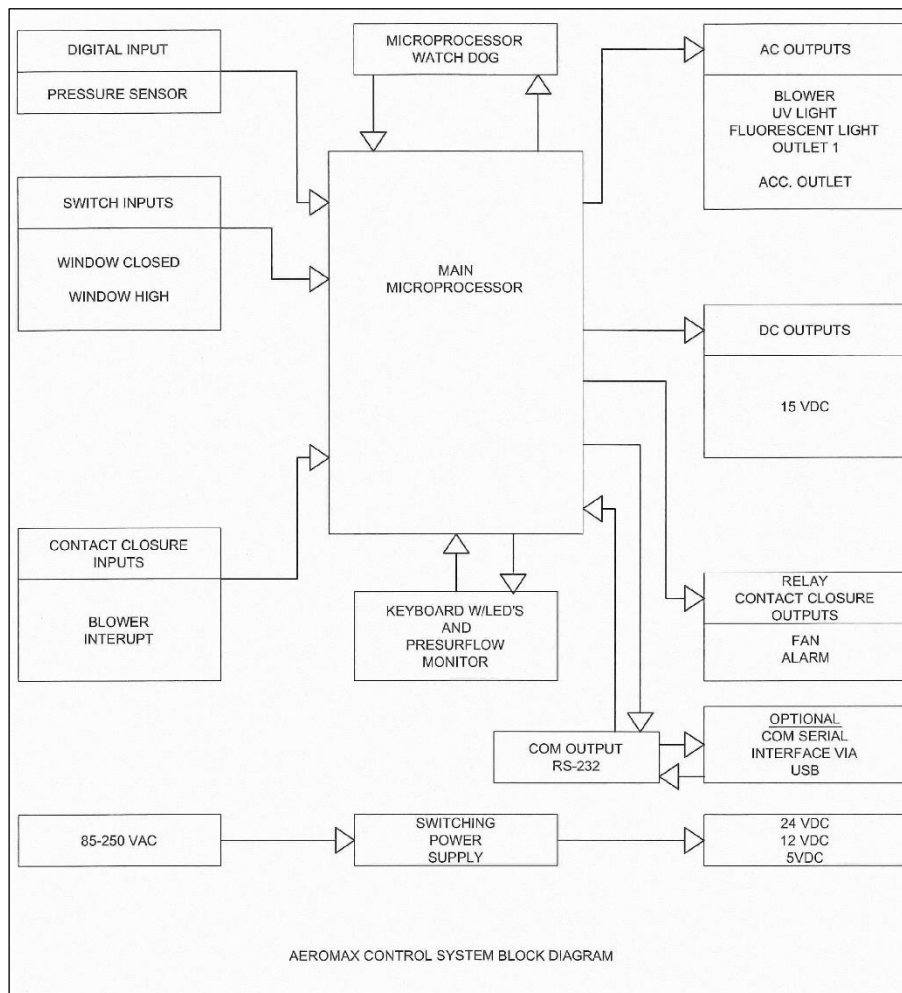 DIGITAL INPUT
PRESSURE SENSOR
MICROPROCESSOR
WATCH DOG
AC OUTPUTS
BLOWER
UV LIGHT
FLUORESCENT LIGHT
OUTLET 1
ACC. OUTLET
SWITCH INPUTS
WINDOW CLOSED
WINDOW HIGH
MAIN
MICROPROCESSOR
DC OUTPUTS
15 VDC
CONTACT CLOSURE
INPUTS
BLOWER
INTERUPT
KEYBOARD W/LED'S
AND
PRESURFLOW
MONITOR
RELAY
CONTACT CLOSURE
OUTPUTS
FAN
ALARM
COM OUTPUT
RS-232
OPTIONAL
COM SERIAL
INTERFACE VIA
USB
85-250 VAC
SWITCHING
POWER
SUPPLY
24 VDC
12 VDC
5VDC
AEROMAX CONTROL SYSTEM BLOCK DIAGRAM